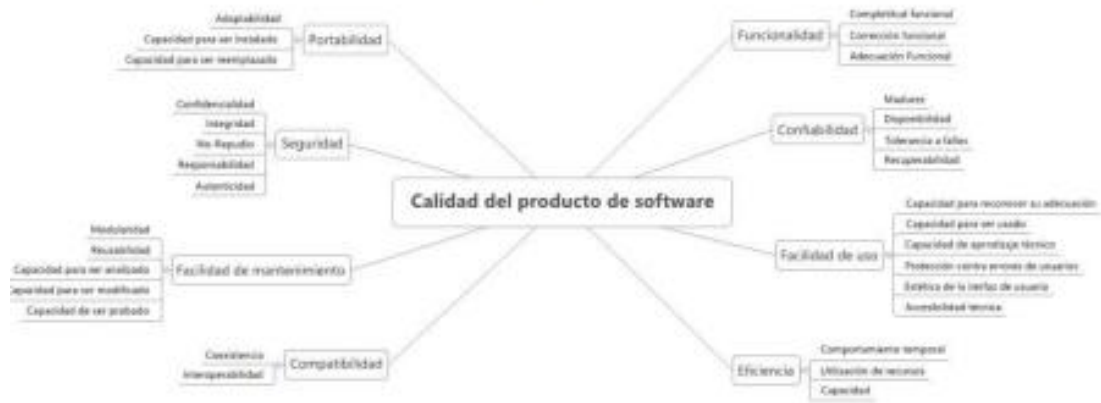 Calidad del producto de software
Portabilidad
Adaptabilidad
Capacidad para ser instalado
Capacidad para ser reemplazado
Seguridad
Confidencialidad
Integridad
No Repudio
Responsabilidad
Autenticidad
Facilidad de mantenimiento
Modularidad
Reusabilidad
Capacidad para ser analizado
Capacidad para ser modificado
Capacidad de ser probado
Compatibilidad
Coexistencia
Interoperabilidad
Funcionalidad
Completitud funcional
Corrección funcional
Adecuación Funcional
Confiabilidad
Madurez
Disponibilidad
Tolerancia a fallos
Recuperabilidad
Facilidad de uso
Capacidad para reconocer su adecuación
Capacidad para ser usado
Capacidad de técnico
Protección contra errores de usuarios
Estética de la de usuario
Accesibilidad técnica
Eficiencia
Comportamiento temporal
Utilización de recursos
Capacidad